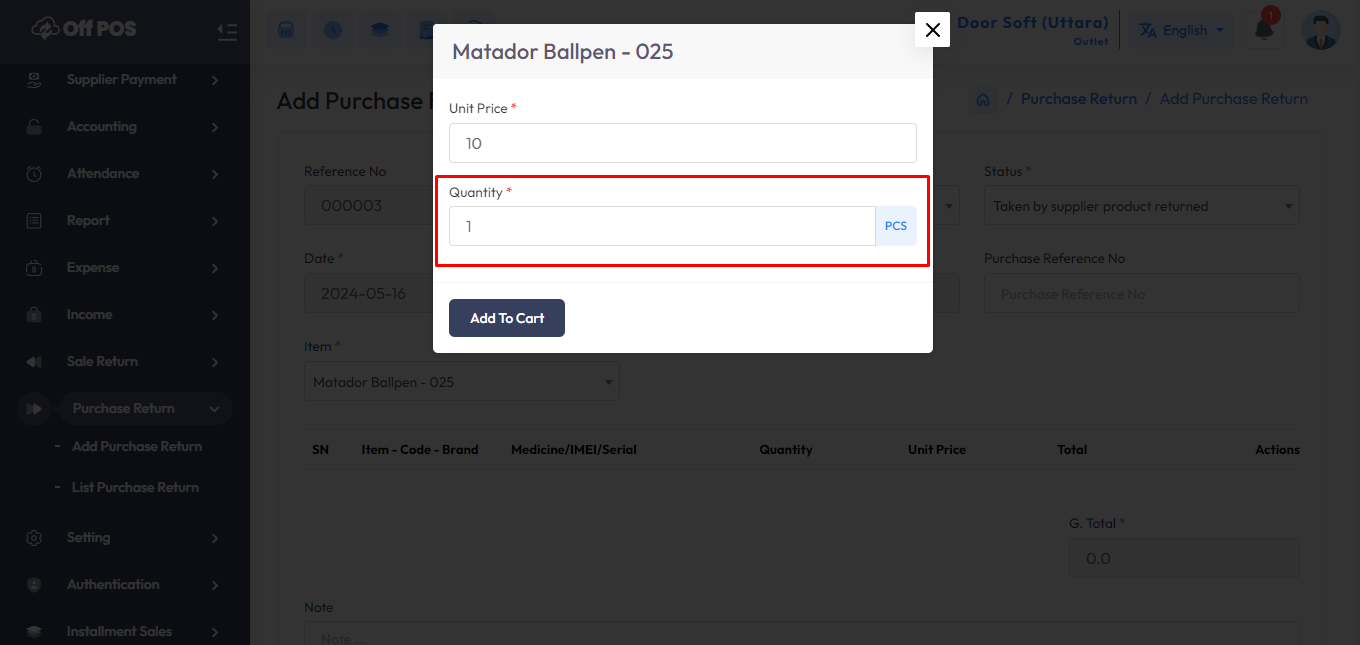 Off POS
Supplier Payment
Accounting
Attendance
Report
Expense
Income
Sale Return
Purchase Return
- Add Purchase Return
- List Purchase Return
Setting
Authentication
Installment Sales
Door Soft (Uttara)
Outlet
English
1
Add Purchase
/ Purchase Return / Add Purchase Return
Matador Ballpen - 025
Unit Price *
10
Quantity *
1
PCS
Add To Cart
Reference No
000003
Status *
Taken by supplier product returned
Date *
2024-05-16
Purchase Reference No
Purchase Reference No
Item *
Matador Ballpen - 025
SN Item - Code - Brand Medicine/IMEI/Serial Quantity Unit Price Total Actions
G. Total *
0.0
Note
Note ...